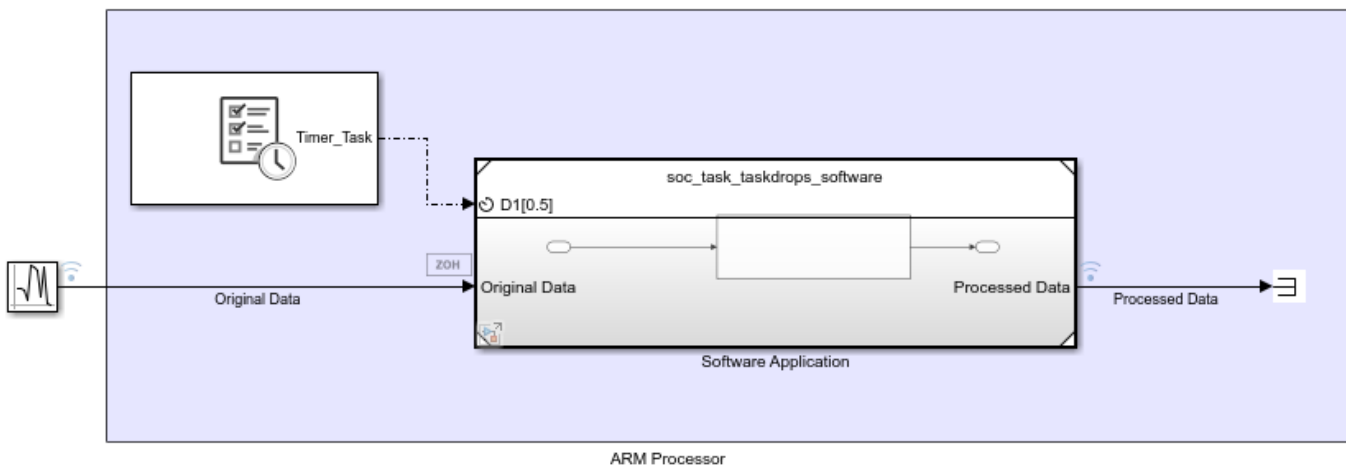 Timer_Task
soc_task_taskdrops_software
D1[0.5]
ZOH
Original Data
Original Data
Processed Data
Processed Data
Software Application
ARM Processor